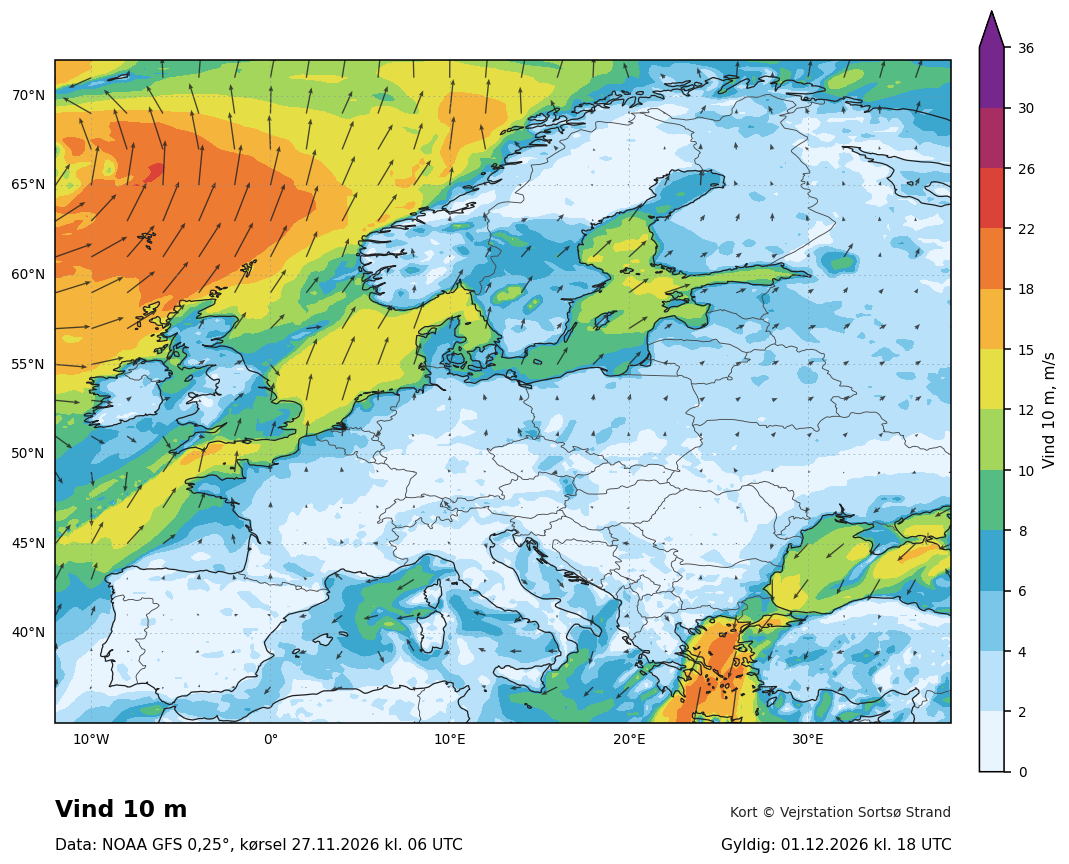 70°N
65°N
60°N
55°N
50°N
45°N
40°N
10°W
0°
10°E
20°E
30°E
36
30
26
22
18
15
12
10
8
6
4
2
0
Vind 10 m, m/s
Vind 10 m
Kort © Vejrstation Sortsø Strand
Data: NOAA GFS 0,25°, kørsel 27.11.2026 kl. 06 UTC
Gyldig: 01.12.2026 kl. 18 UTC